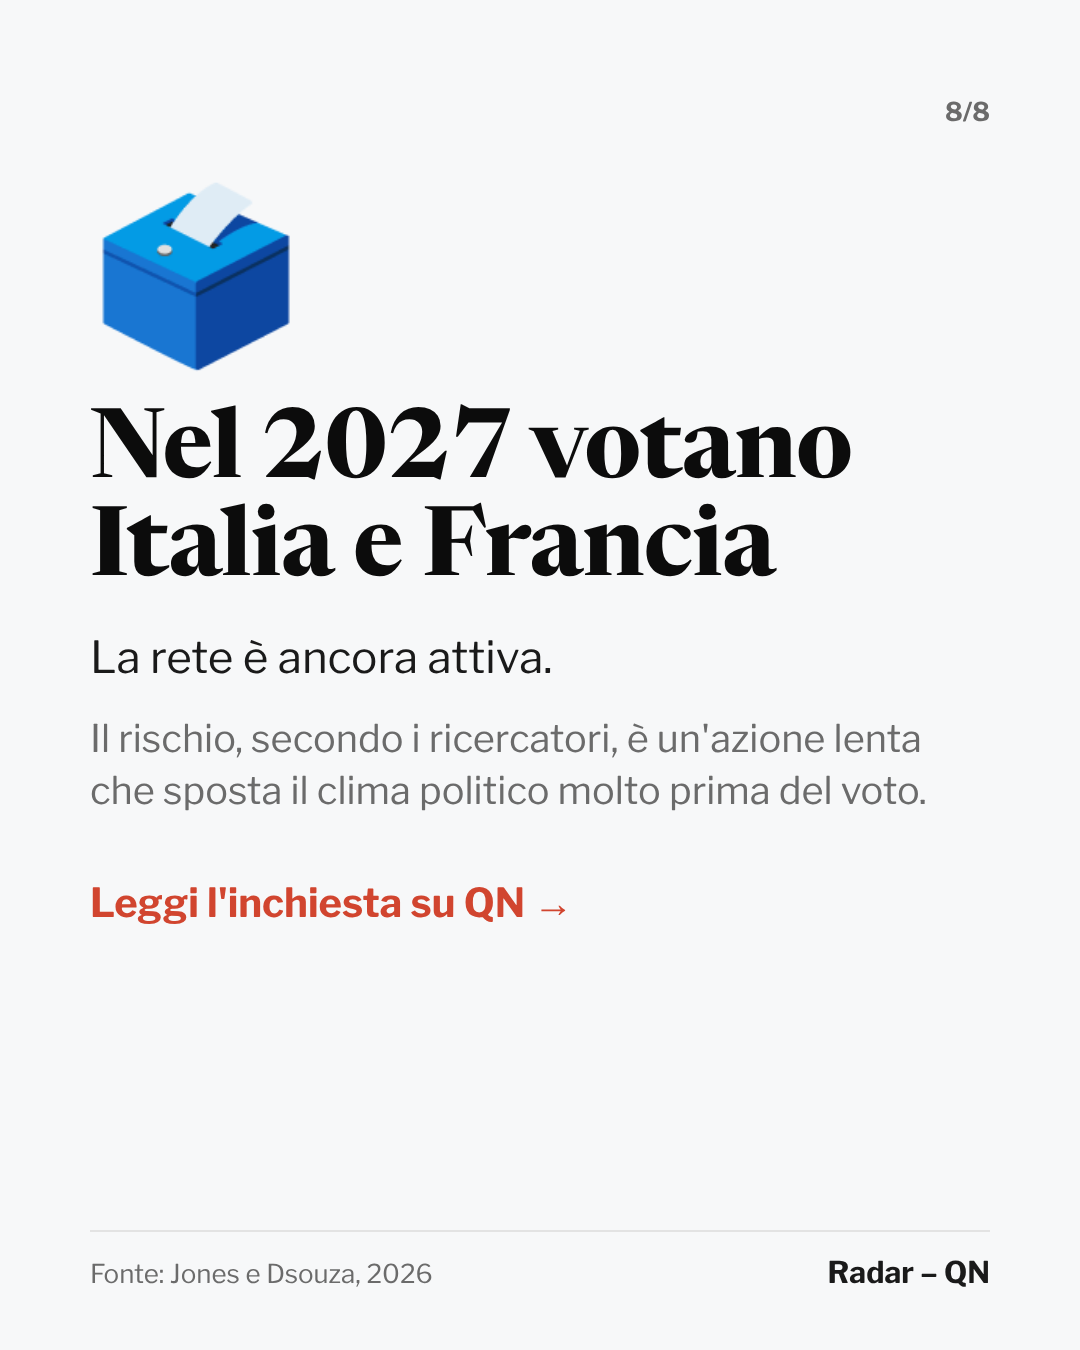 8/8
Nel 2027 votano
Italia e Francia
La rete è ancora attiva.
Il rischio, secondo i ricercatori, è un'azione lenta
che sposta il clima politico molto prima del voto.
Leggi l'inchiesta su QN →
Fonte: Jones e Dsouza, 2026
Radar – QN